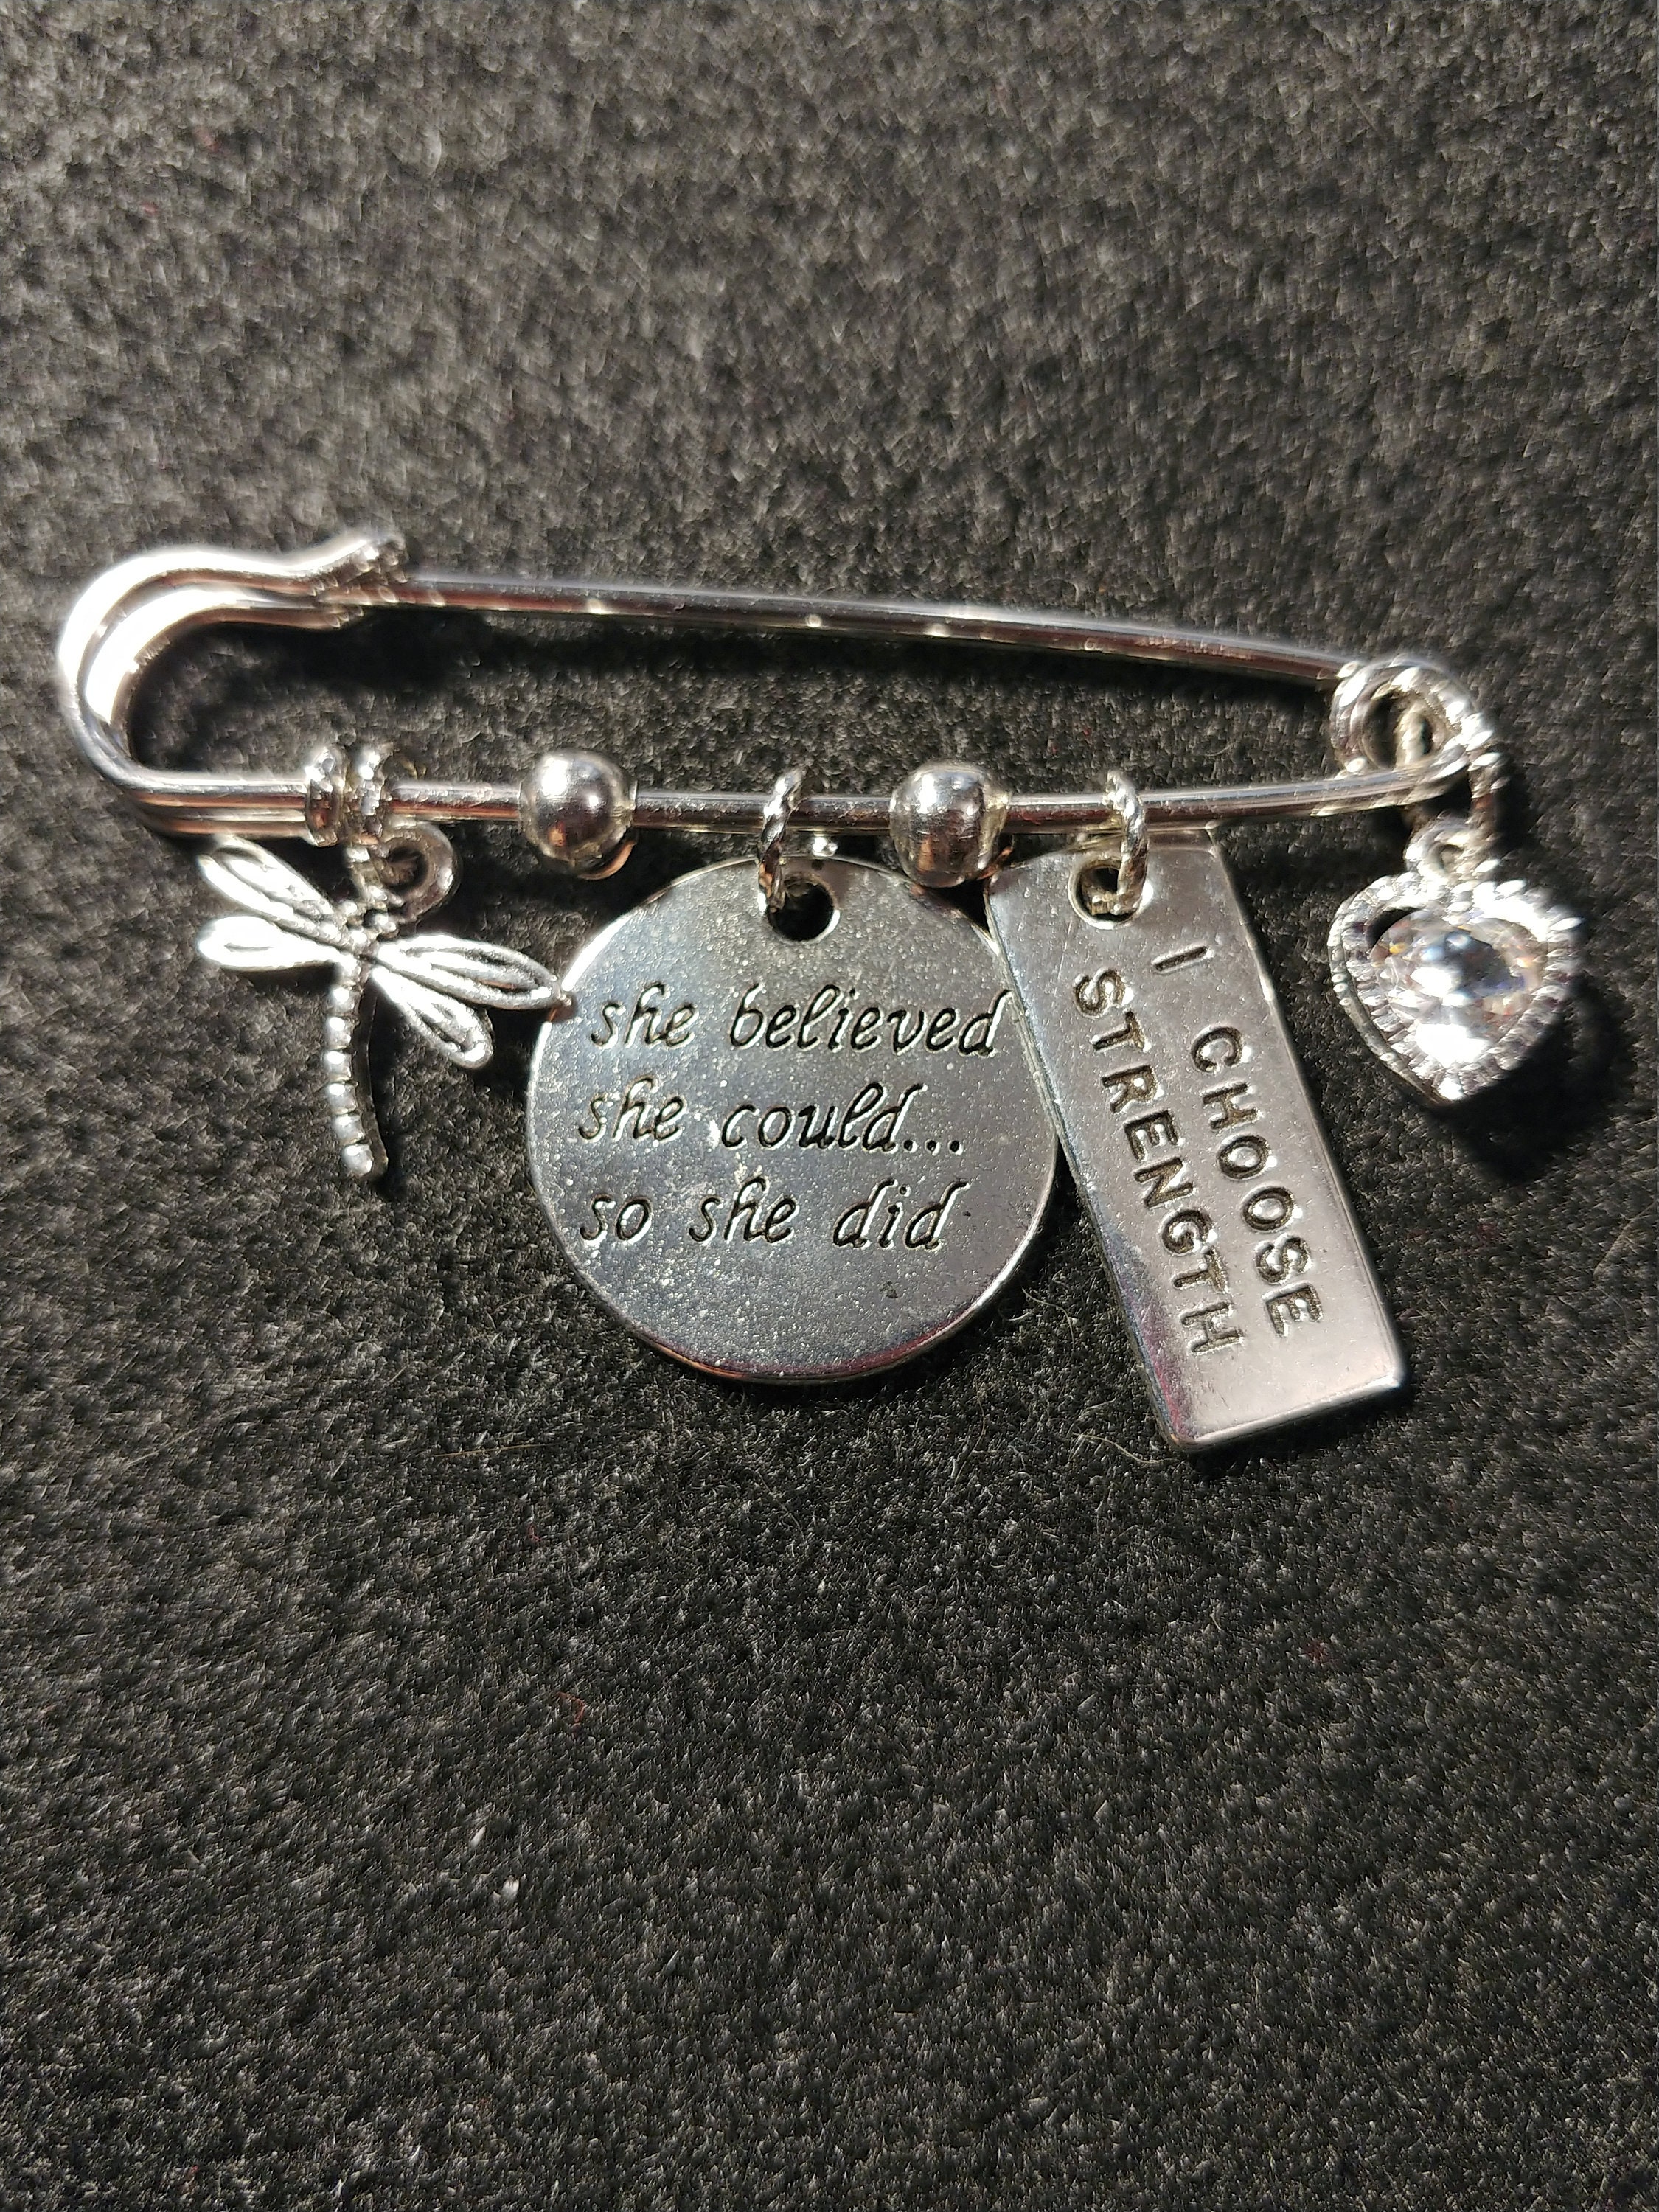 she believed
she could...
so she did
I CHOOSE
STRENGTH